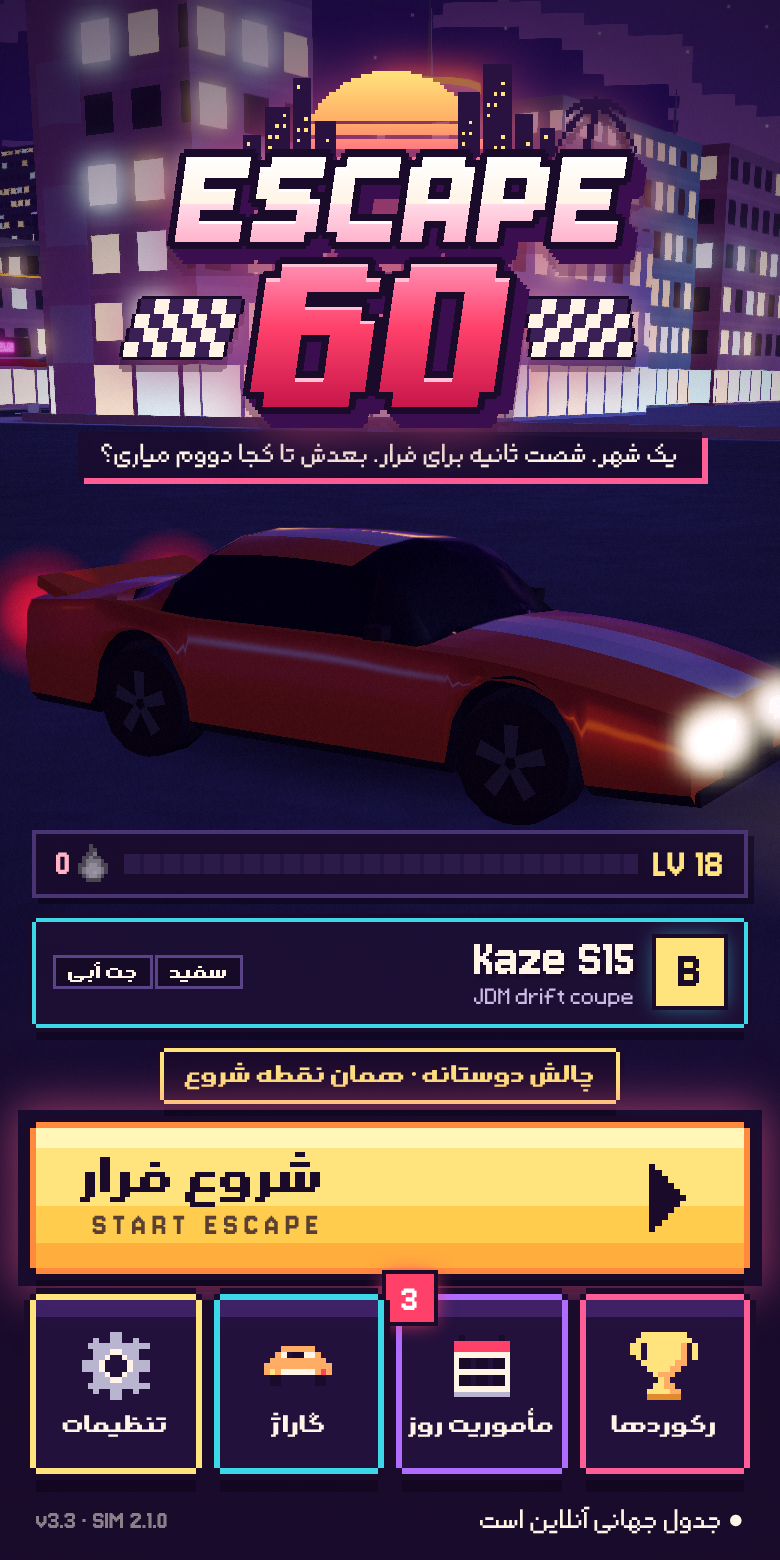 ESCAPE
60
یک شهر. شصت ثانیه برای فرار. بعدش تا کجا دووم میاری؟
LV 18
0
B
Kaze S15
JDM drift coupe
سفید
جت آبی
چالش دوستانه · همان نقطه شروع
شروع فرار
START ESCAPE
3
رکوردها
مأموریت روز
گاراژ
تنظیمات
جدول جهانی آنلاین است
v3.3 · SIM 2.1.0